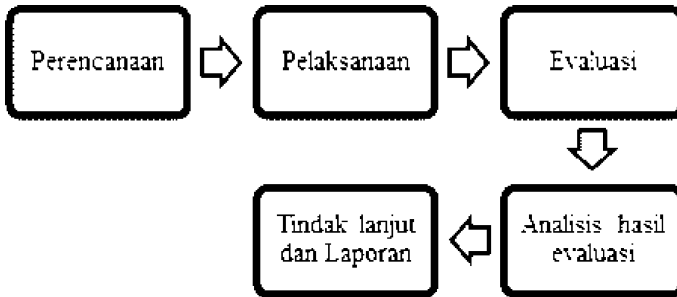 Perencanaan
Pelaksanaan
Evaluasi
Tindak lanjut
dan Laporan
Analisis hasil
evaluasi